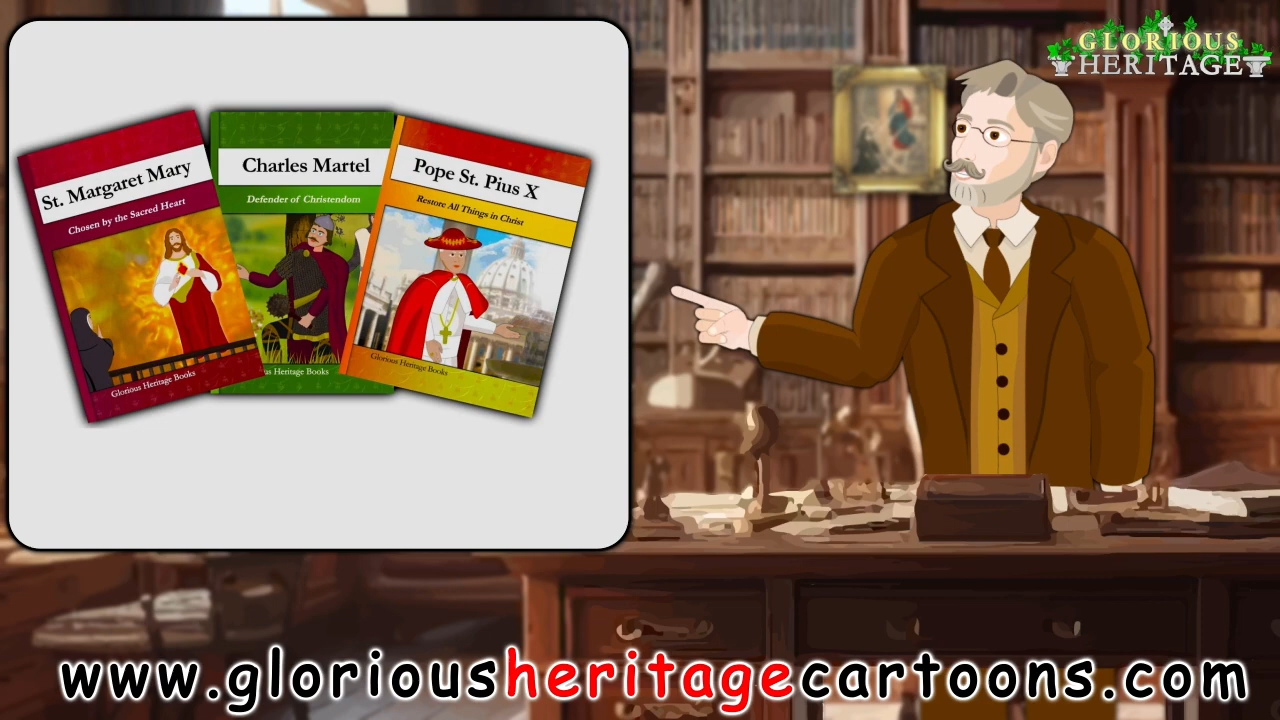 GLORIOUS
HERITAGE
St. Margaret Mary
Chosen by the Sacred Heart
Glorious Heritage Books
Charles Martel
Defender of Christendom
us Heritage Books
Pope St. Pius X
Restore All Things in Christ
Glorious Heritage Books
www.gloriousheritagecartoons.com